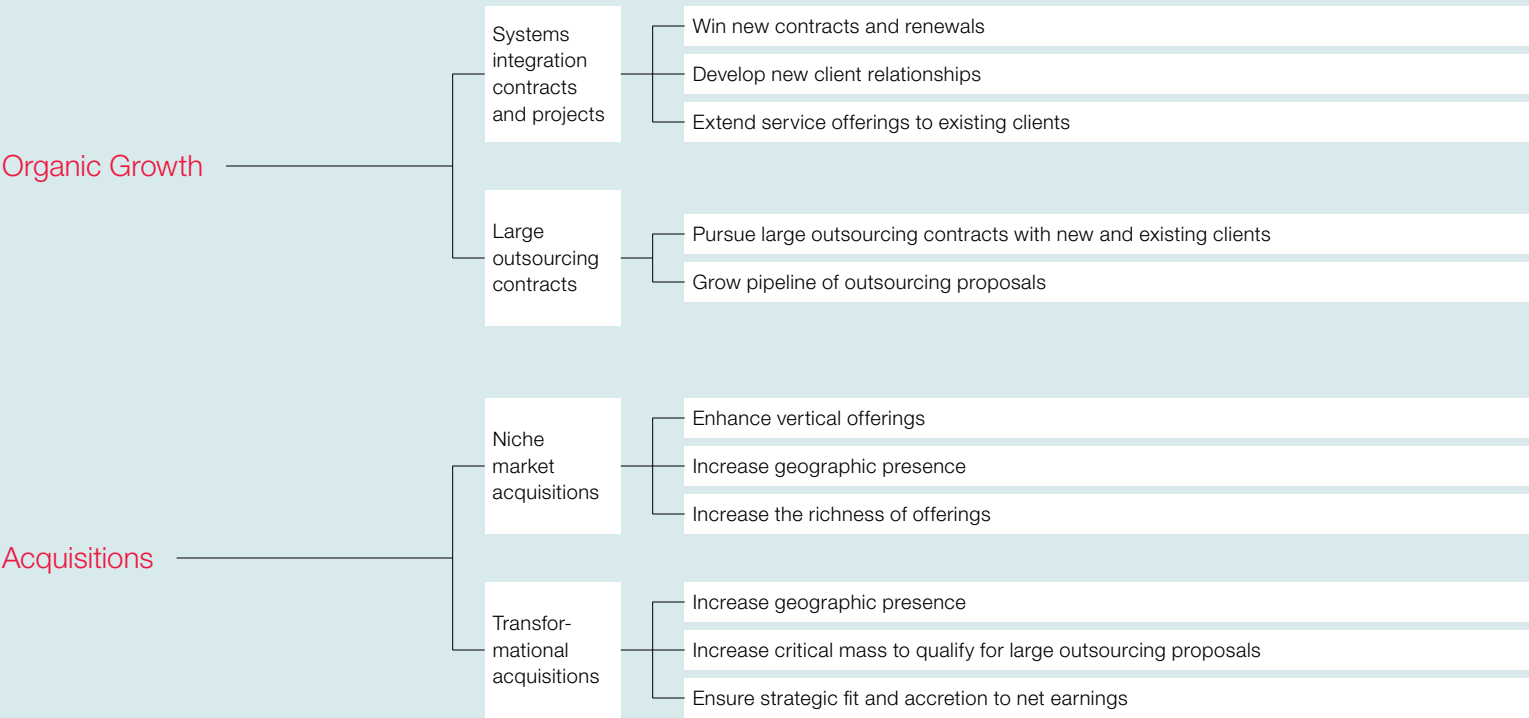 Organic Growth
Systems
integration
contracts
and projects
Win new contracts and renewals
Develop new client relationships
Extend service offerings to existing clients
Large
outsourcing
contracts
Pursue large outsourcing contracts with new and existing clients
Grow pipeline of outsourcing proposals
Acquisitions
Niche
market
acquisitions
Enhance vertical offerings
Increase geographic presence
Increase the richness of offerings
Transfor-
mational
acquisitions
Increase geographic presence
Increase critical mass to qualify for large outsourcing proposals
Ensure strategic fit and accretion to net earnings